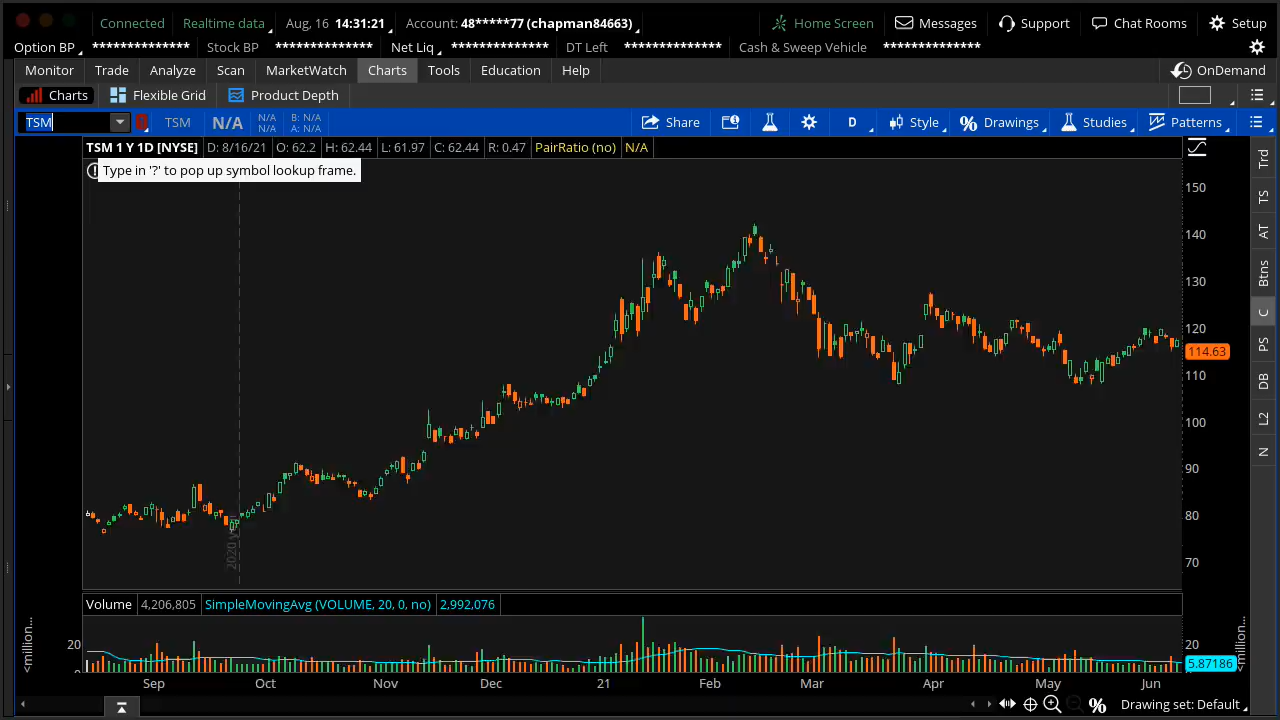 Connected Realtime data Aug, 16 14:31:21 Account: 48*****77 (chapman84663) Home Screen Messages Support Chat Rooms Setup
Option BP ************** Stock BP ************** Net Liq ************** DT Left ************** Cash & Sweep Vehicle **************
Monitor Trade Analyze Scan MarketWatch Charts Tools Education Help OnDemand
Charts Flexible Grid Product Depth
TSM TSM N/A N/A N/A B: N/A A: N/A Share D Style Drawings Studies Patterns
TSM 1 Y 1D [NYSE] D: 8/16/21 O: 62.2 H: 62.44 L: 61.97 C: 62.44 R: 0.47 PairRatio (no) N/A
Type in '?' to pop up symbol lookup frame.
150
140
130
120
114.63
110
100
90
80
70
Trd
TS
AT
Btns
C
PS
DB
L2
N
Volume 4,206,805 SimpleMovingAvg (VOLUME, 20, 0, no) 2,992,076
<million...
20
20
5.87186
<million...
Sep Oct Nov Dec 21 Feb Mar Apr May Jun
Drawing set: Default